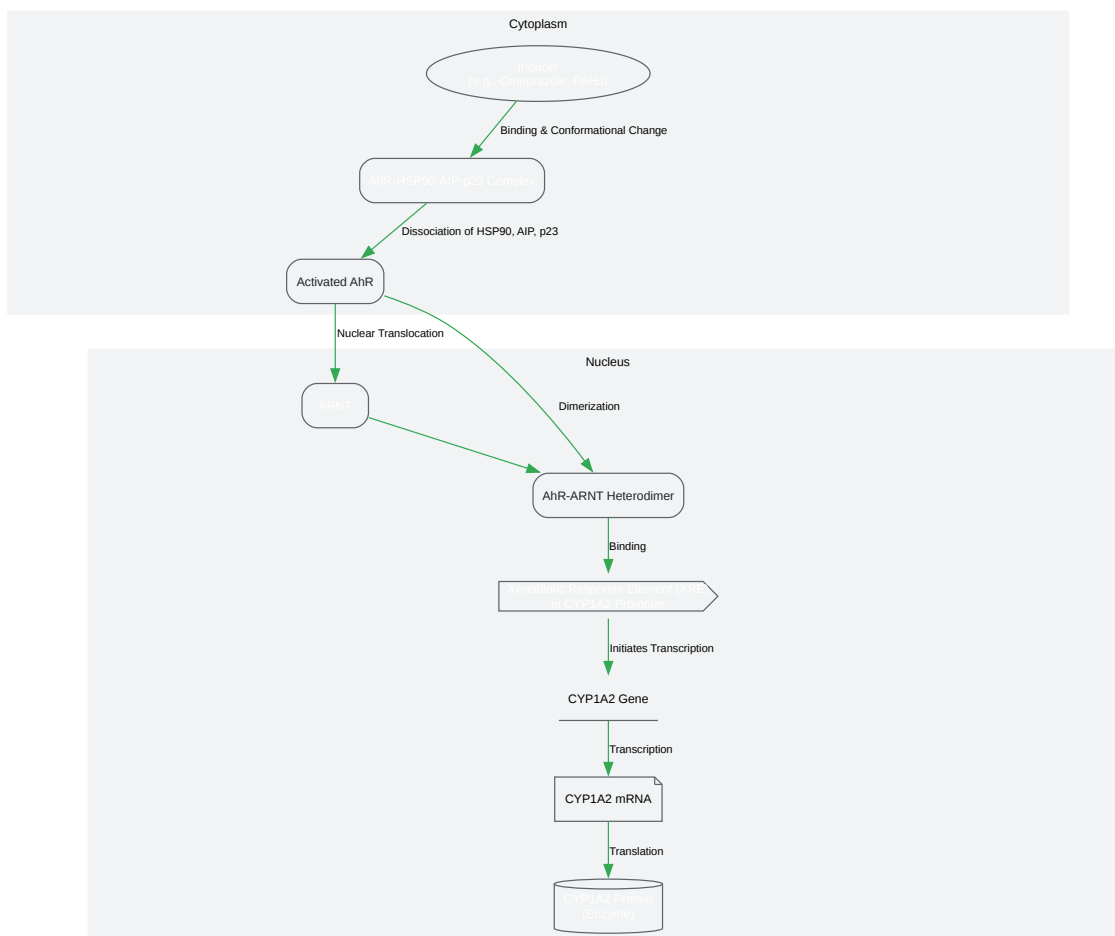 Cytoplasm
Inducer
(e.g., Omeprazole, PAHs)
Binding & Conformational Change
AhR-HSP90-AIP-p23 Complex
Dissociation of HSP90, AIP, p23
Activated AhR
Nuclear Translocation
Nucleus
ARNT
Dimerization
AhR-ARNT Heterodimer
Binding
Xenobiotic Response Element (XRE)
in CYP1A2 Promoter
Initiates Transcription
CYP1A2 Gene
Transcription
CYP1A2 mRNA
Translation
CYP1A2 Protein
(Enzyme)